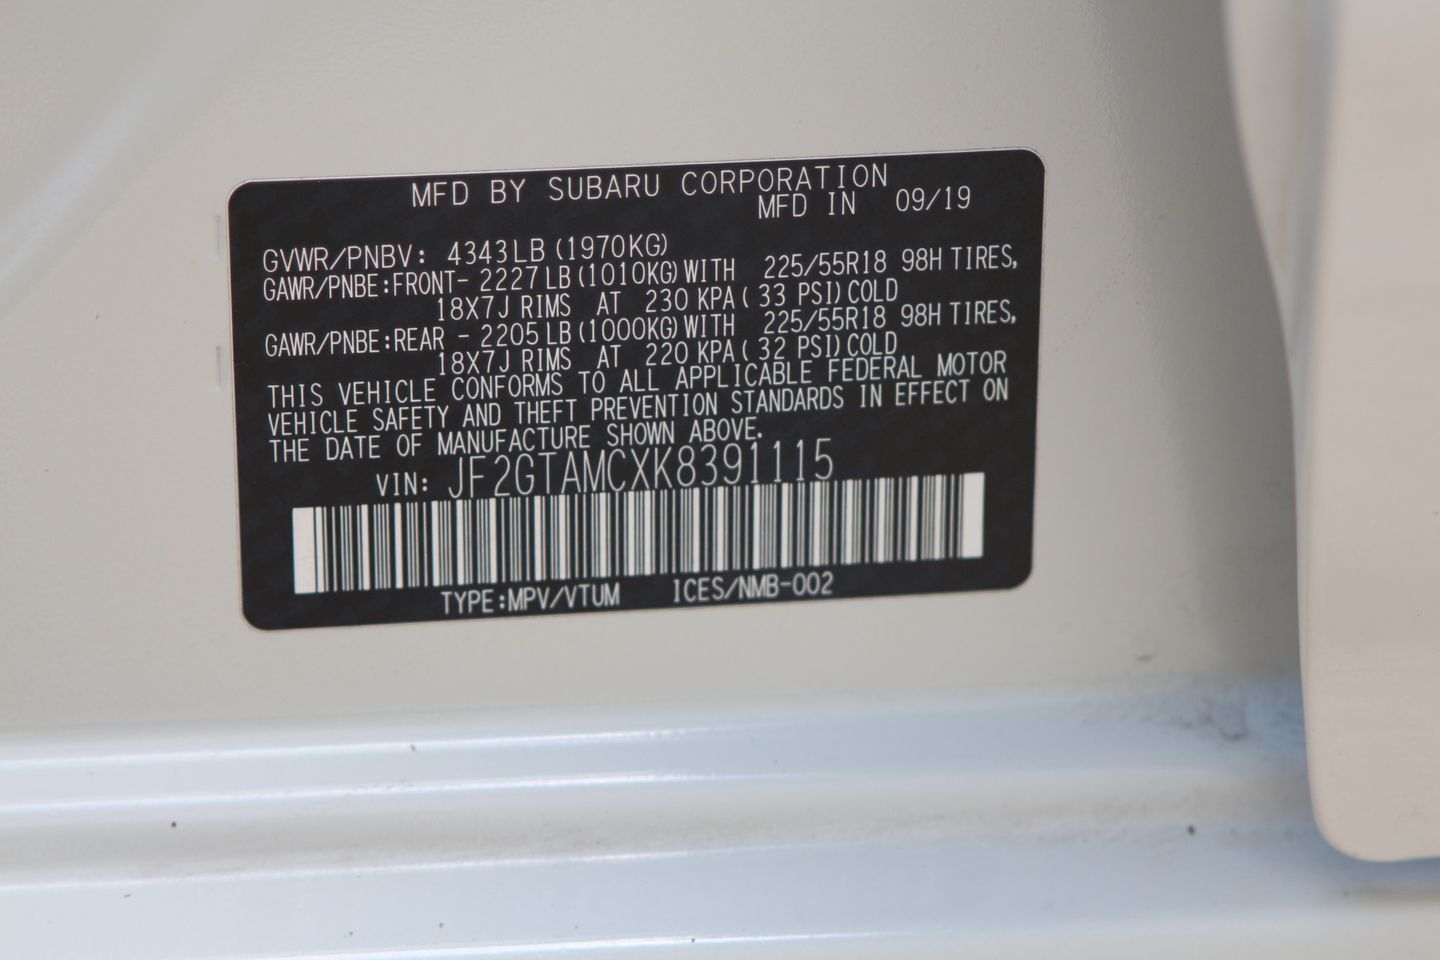 MFD BY SUBARU CORPORATION
MFD IN 09/19
GVWR/PNBV: 4343LB (1970KG)
GAWR/PNBE:FRONT- 2227 LB (1010KG) WITH 225/55R18 98H TIRES,
18X7J RIMS AT 230 KPA ( 33 PSI) COLD
GAWR/PNBE:REAR - 2205 LB (1000KG) WITH 225/55R18 98H TIRES,
18X7J RIMS AT 220 KPA ( 32 PSI) COLD
THIS VEHICLE CONFORMS TO ALL APPLICABLE FEDERAL MOTOR
VEHICLE SAFETY AND THEFT PREVENTION STANDARDS IN EFFECT ON
THE DATE OF MANUFACTURE SHOWN ABOVE.
VIN: JF2GTAMCXK8391115
TYPE:MPV/VTUM ICES/NMB-002